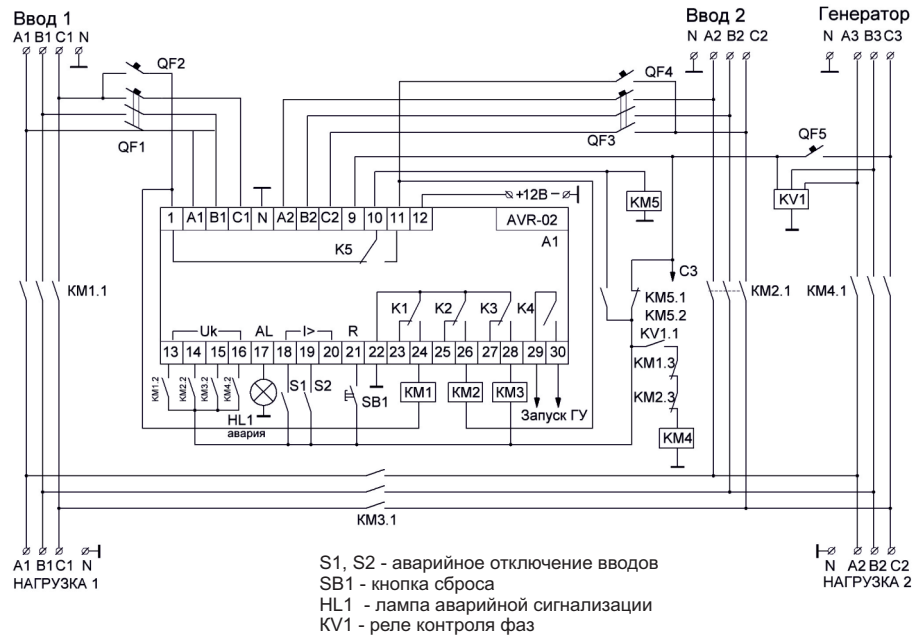 Ввод 1
Ввод 2
Генератор
A1 B1 C1 N
N A2 B2 C2
N A3 B3 C3
QF2
QF4
QF1
QF3
QF5
+12В –
KM5
KV1
1 A1 B1 C1 N A2 B2 C2 9 10 11 12
AVR-02
A1
K5
C3
KM1.1
KM5.1
KM5.2
KM2.1
KM4.1
K1 K2 K3 K4
KV1.1
Uk AL I> R
13 14 15 16 17 18 19 20 21 22 23 24 25 26 27 28 29 30
KM1.3
KM1.2 KM2.2 KM3.2 KM4.2
S1 S2
SB1
KM1 KM2 KM3
KM2.3
HL1
авария
Запуск ГУ
KM4
KM3.1
A1 B1 C1 N
N A2 B2 C2
НАГРУЗКА 1
НАГРУЗКА 2
S1, S2 - аварийное отключение вводов
SB1 - кнопка сброса
HL1 - лампа аварийной сигнализации
KV1 - реле контроля фаз